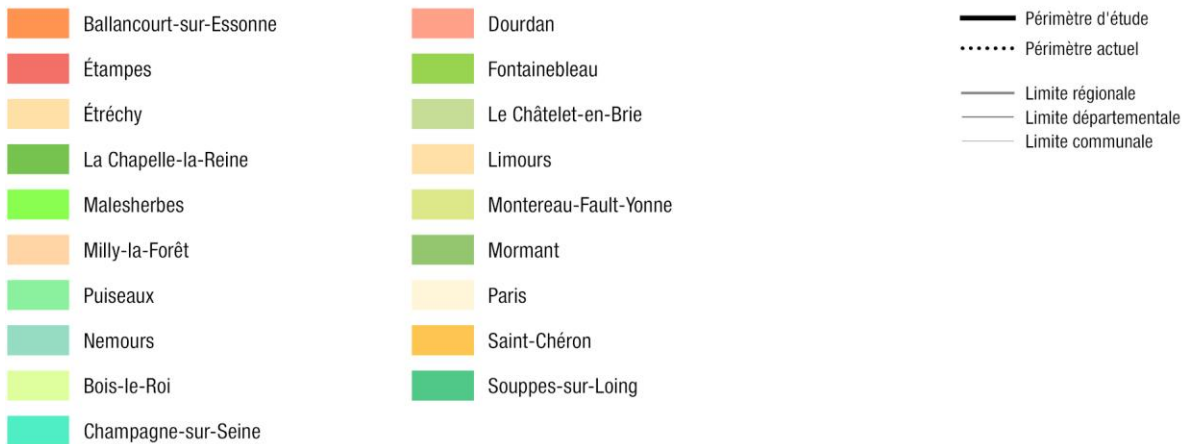 Ballancourt-sur-Essonne
Étampes
Étréchy
La Chapelle-la-Reine
Malesherbes
Milly-la-Forêt
Puiseaux
Nemours
Bois-le-Roi
Champagne-sur-Seine
Dourdan
Fontainebleau
Le Châtelet-en-Brie
Limours
Montereau-Fault-Yonne
Mormant
Paris
Saint-Chéron
Souppes-sur-Loing
Périmètre d'étude
Périmètre actuel
Limite régionale
Limite départementale
Limite communale